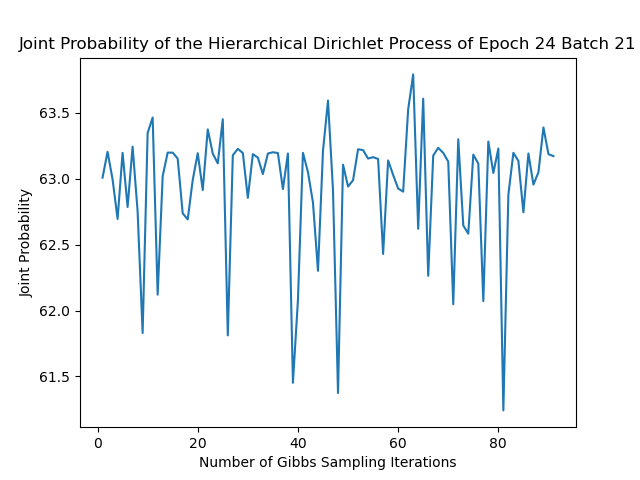 Joint Probability of the Hierarchical Dirichlet Process of Epoch 24 Batch 21
63.5
63.0
62.5
62.0
61.5
Joint Probability
0 20 40 60 80
Number of Gibbs Sampling Iterations